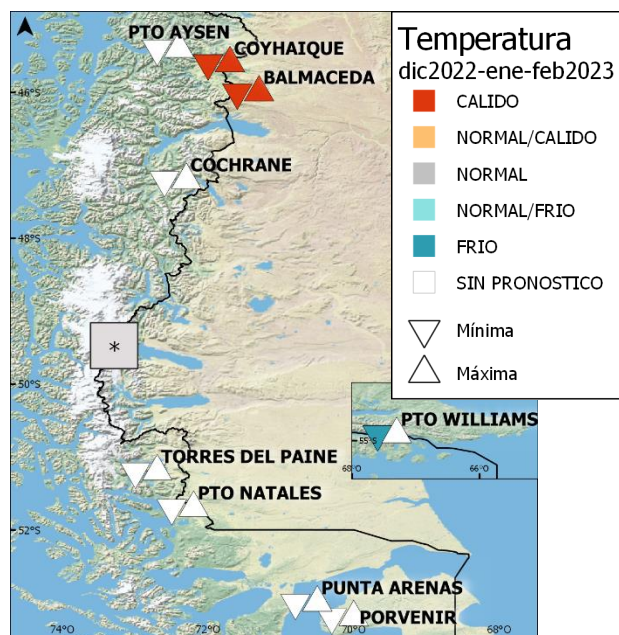 PTO AYSEN
COYHAIQUE
BALMACEDA
46°S
COCHRANE
48°S
*
50°S
PTO WILLIAMS
55°S
68°W
66°W
TORRES DEL PAINE
PTO NATALES
52°S
PUNTA ARENAS
PORVENIR
74°W
72°W
70°W
68°W
Temperatura
dic2022-ene-feb2023
CALIDO
NORMAL/CALIDO
NORMAL
NORMAL/FRIO
FRIO
SIN PRONOSTICO
Mínima
Máxima